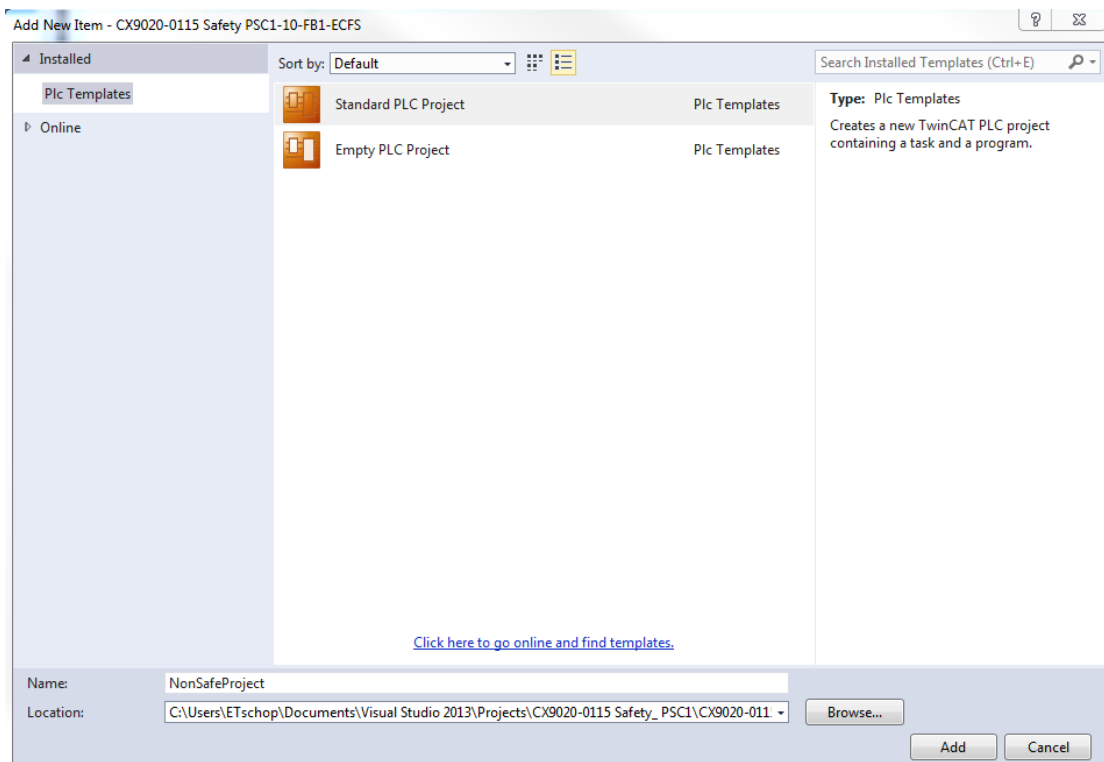 Add New Item - CX9020-0115 Safety PSC1-10-FB1-ECFS
Installed
Plc Templates
Online
Sort by: Default
Standard PLC Project Plc Templates
Empty PLC Project Plc Templates
Click here to go online and find templates.
Search Installed Templates (Ctrl+E)
Type: Plc Templates
Creates a new TwinCAT PLC project
containing a task and a program.
Name: NonSafeProject
Location: C:\Users\ETschop\Documents\Visual Studio 2013\Projects\CX9020-0115 Safety_ PSC1\CX9020-011 Browse...
Add Cancel